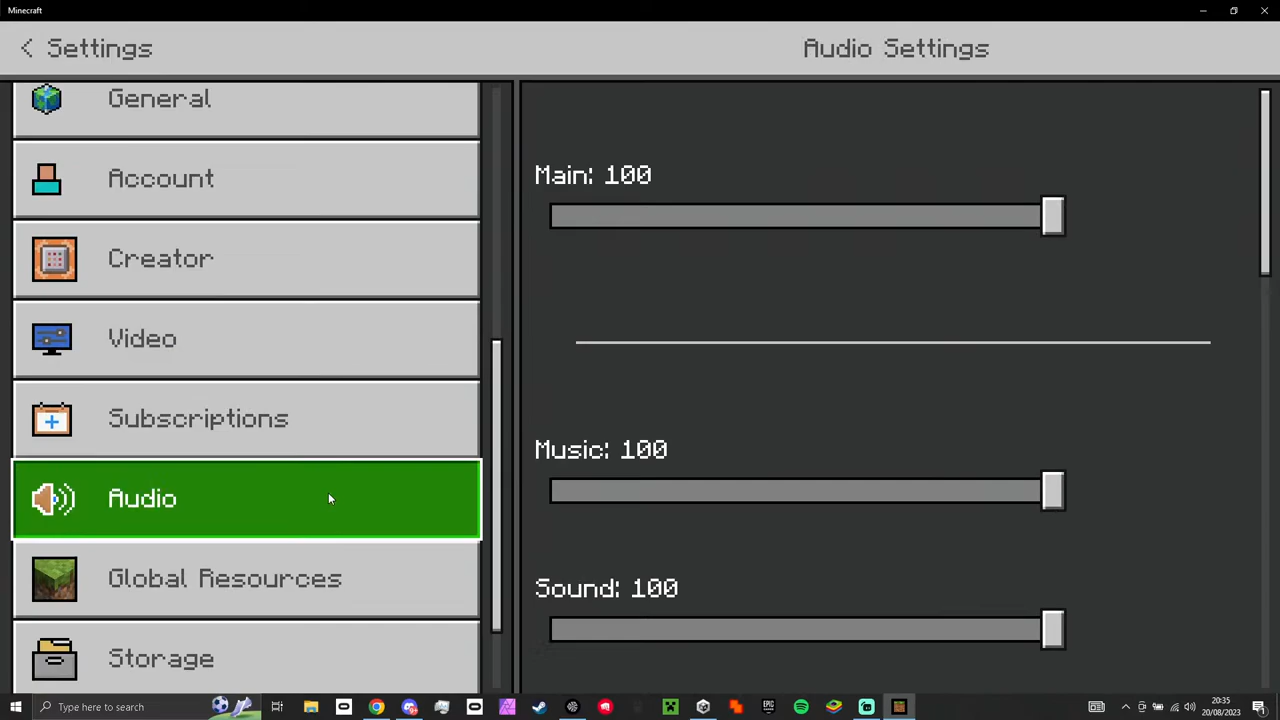 Minecraft
Settings
Audio Settings
General
Account
Creator
Video
Subscriptions
Audio
Global Resources
Storage
Main: 100
Music: 100
Sound: 100
Type here to search
EPIC
20:35
20/08/2023